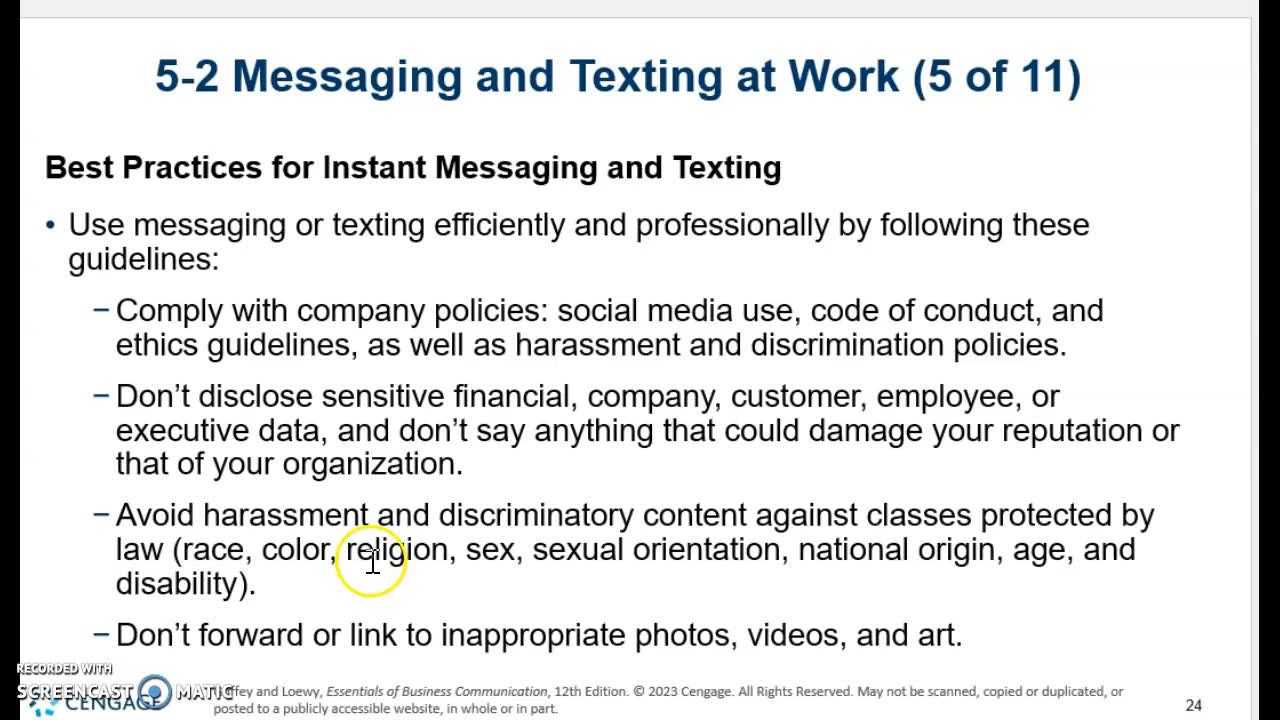 5-2 Messaging and Texting at Work (5 of 11)
Best Practices for Instant Messaging and Texting
• Use messaging or texting efficiently and professionally by following these
guidelines:
– Comply with company policies: social media use, code of conduct, and
ethics guidelines, as well as harassment and discrimination policies.
– Don’t disclose sensitive financial, company, customer, employee, or
executive data, and don’t say anything that could damage your reputation or
that of your organization.
– Avoid harassment and discriminatory content against classes protected by
law (race, color, religion, sex, sexual orientation, national origin, age, and
disability).
– Don’t forward or link to inappropriate photos, videos, and art.
RECORDED WITH
SCREENCAST MATIC
CENGAGE
and Loewy, Essentials of Business Communication, 12th Edition. © 2023 Cengage. All Rights Reserved. May not be scanned, copied or duplicated, or
posted to a publicly accessible website, in whole or in part.
24